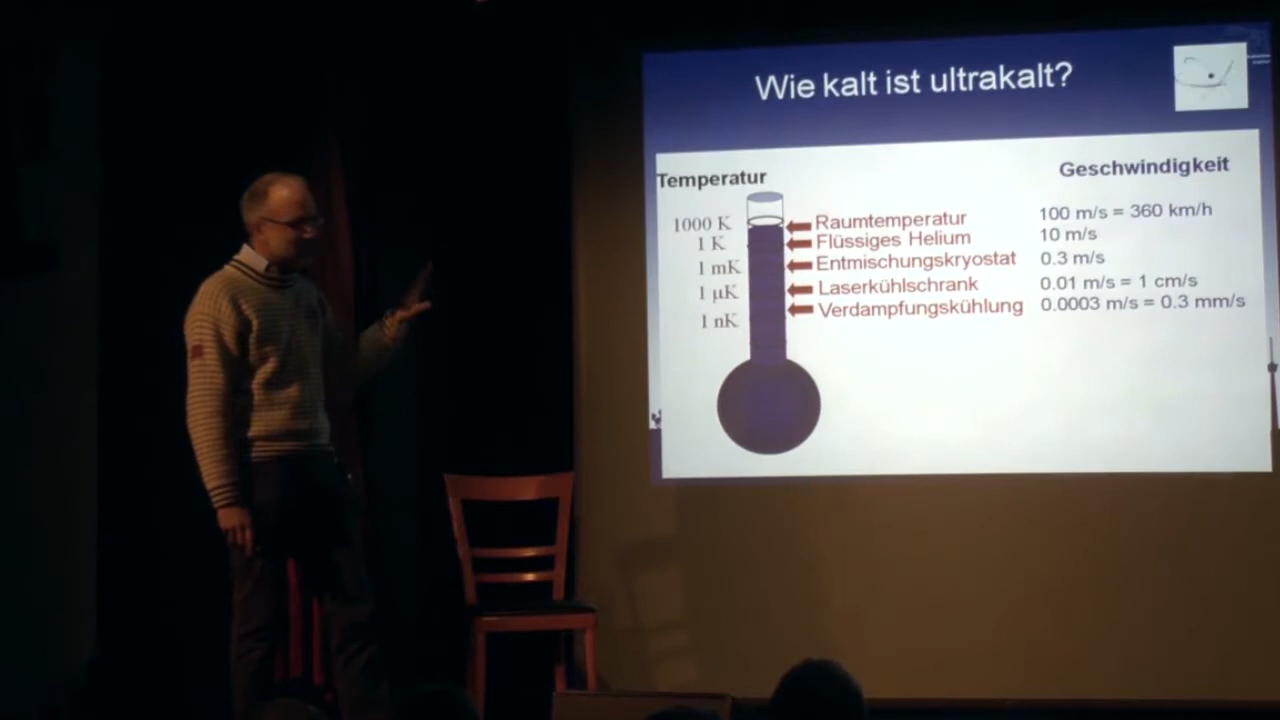 Wie kalt ist ultrakalt?
Temperatur
Geschwindigkeit
1000 K
Raumtemperatur
100 m/s = 360 km/h
1 K
Flüssiges Helium
10 m/s
1 mK
Entmischungskryostat
0.3 m/s
1 µK
Laserkühlschrank
0.01 m/s = 1 cm/s
1 nK
Verdampfungskühlung
0.0003 m/s = 0.3 mm/s